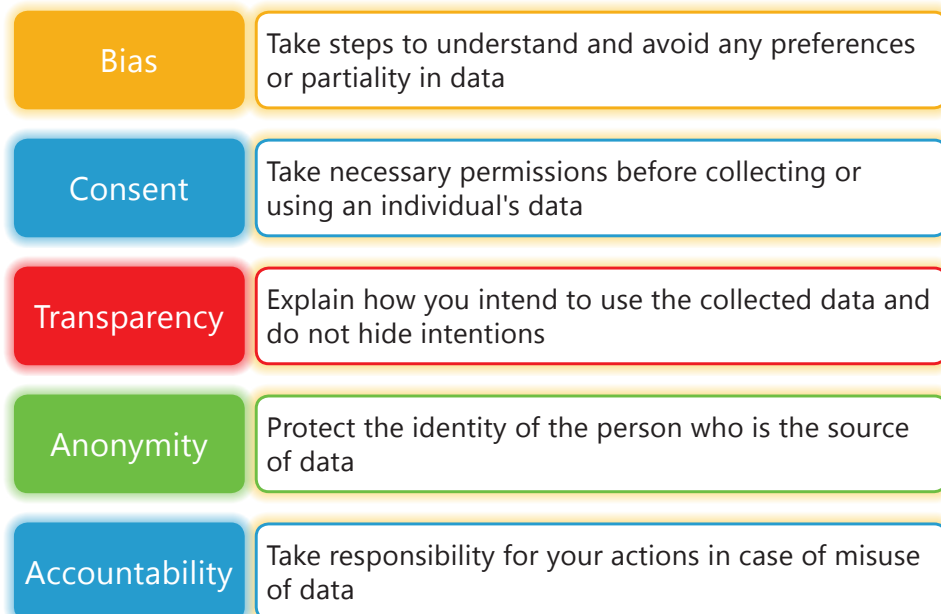 Bias
Take steps to understand and avoid any preferences
or partiality in data
Consent
Take necessary permissions before collecting or
using an individual's data
Transparency
Explain how you intend to use the collected data and
do not hide intentions
Anonymity
Protect the identity of the person who is the source
of data
Accountability
Take responsibility for your actions in case of misuse
of data